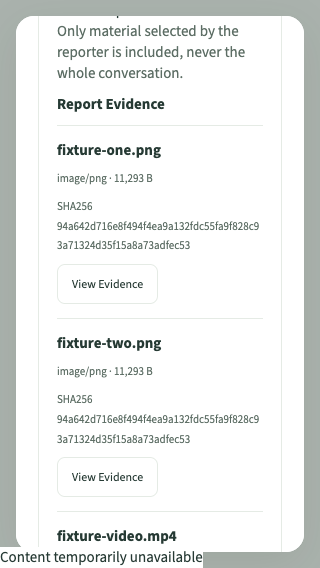 Only material selected by the
reporter is included, never the
whole conversation.
Report Evidence
fixture-one.png
image/png · 11,293 B
SHA256
94a642d716e8f494f4ea9a132fdc55fa9f828c9
3a71324d35f15a8a73adfec53
View Evidence
fixture-two.png
image/png · 11,293 B
SHA256
94a642d716e8f494f4ea9a132fdc55fa9f828c9
3a71324d35f15a8a73adfec53
View Evidence
fixture-video.mp4
Content temporarily unavailable